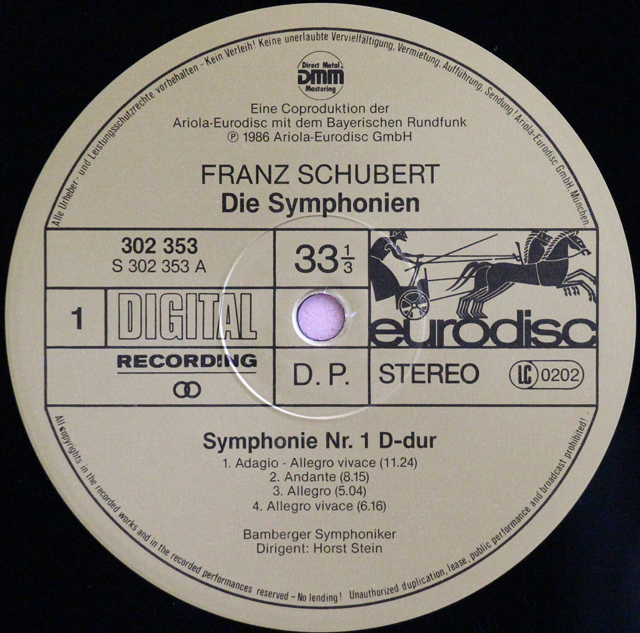 Alle Urheber- und Leistungsschutzrechte vorbehalten - Kein Verleih! Keine unerlaubte Vervielfältigung, Vermietung, Aufführung, Sendung! Ariola-Eurodisc GmbH, München.
Direct Metal
DMM
Mastering
Eine Coproduktion der
Ariola-Eurodisc mit dem Bayerischen Rundfunk
Ⓟ 1986 Ariola-Eurodisc GmbH
FRANZ SCHUBERT
Die Symphonien
302 353
S 302 353 A
33 1/3
1
DIGITAL
RECORDING
eurodisc
D. P.
STEREO
LC 0202
Symphonie Nr. 1 D-dur
1. Adagio - Allegro vivace (11.24)
2. Andante (8.15)
3. Allegro (5.04)
4. Allegro vivace (6.16)
Bamberger Symphoniker
Dirigent: Horst Stein
All copyrights in the recorded works and in the recorded performances reserved – No lending! Unauthorized duplication, lease, public performance and broadcast prohibited!